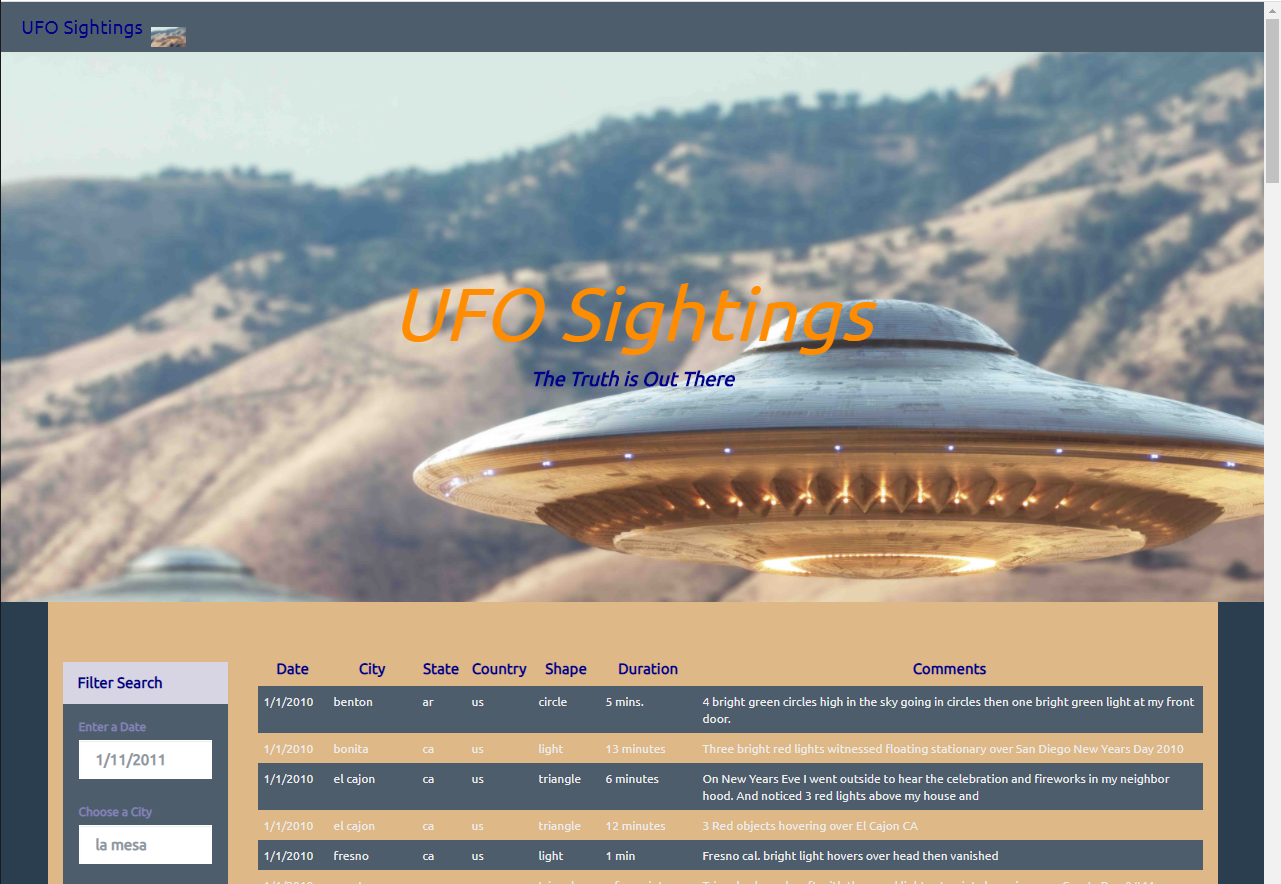 UFO Sightings
UFO Sightings
The Truth is Out There
Filter Search
Enter a Date
1/11/2011
Choose a City
la mesa
Date City State Country Shape Duration Comments
1/1/2010 benton ar us circle 5 mins. 4 bright green circles high in the sky going in circles then one bright green light at my front
door.
1/1/2010 bonita ca us light 13 minutes Three bright red lights witnessed floating stationary over San Diego New Years Day 2010
1/1/2010 el cajon ca us triangle 6 minutes On New Years Eve I went outside to hear the celebration and fireworks in my neighbor
hood. And noticed 3 red lights above my house and
1/1/2010 el cajon ca us triangle 12 minutes 3 Red objects hovering over El Cajon CA
1/1/2010 fresno ca us light 1 min Fresno cal. bright light hovers over head then vanished